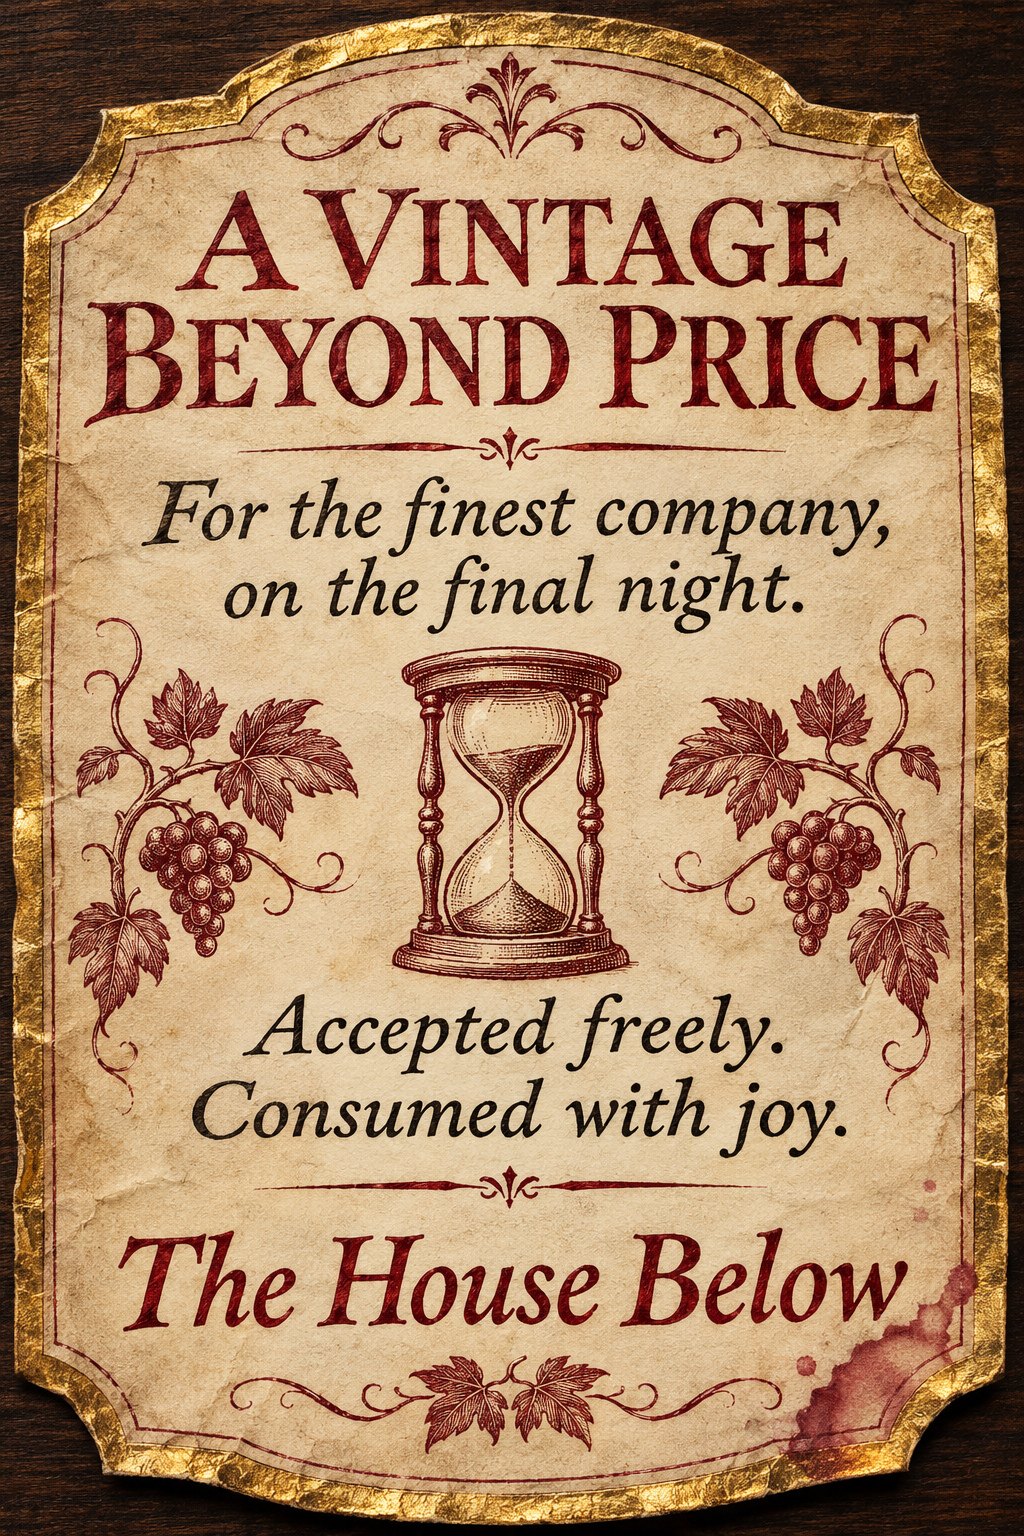 A VINTAGE
BEYOND PRICE
For the finest company,
on the final night.
Accepted freely.
Consumed with joy.
The House Below